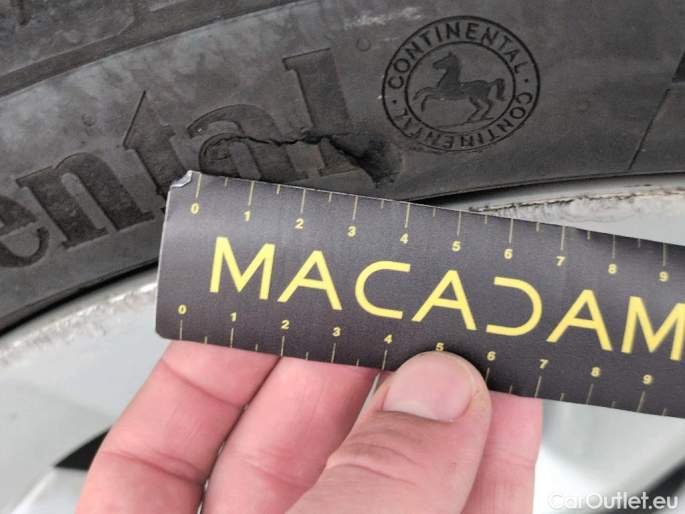 CONTINENTAL
CONTINENTAL
ental
0 1 2 3 4 5 6 7 8 9
MACADAM
0 1 2 3 4 5 6 7 8 9
CarOutlet.eu